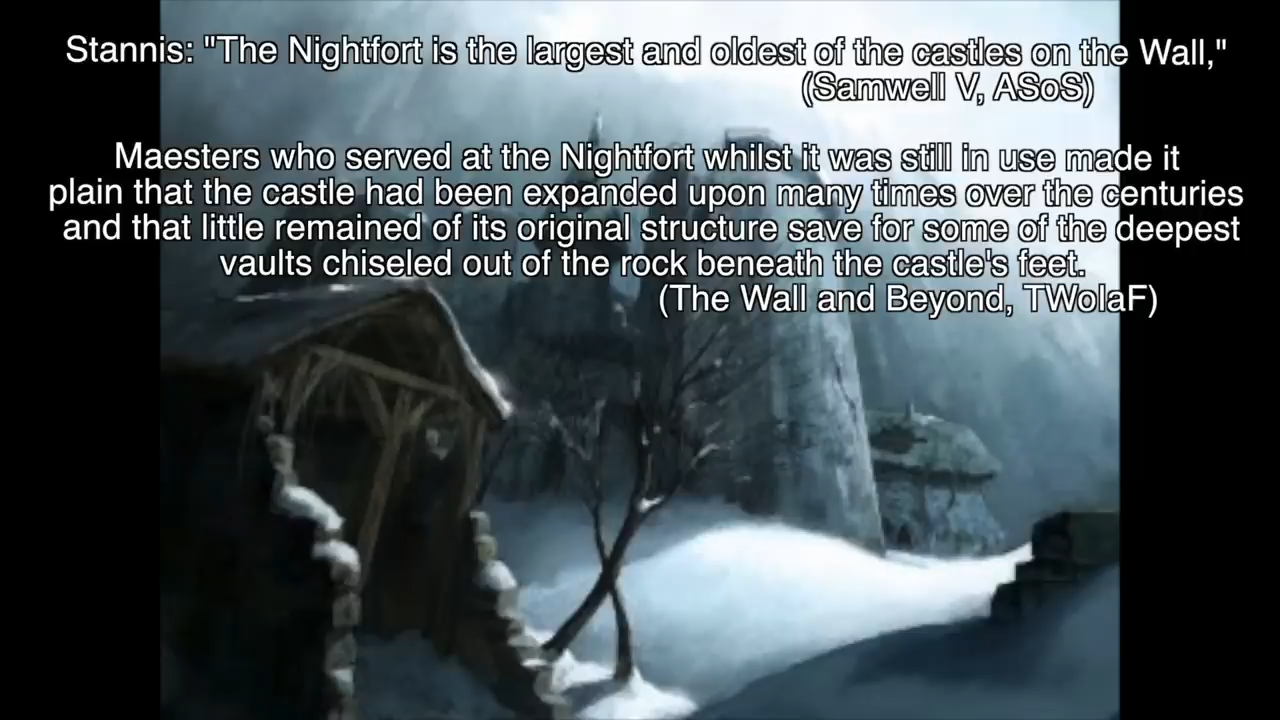 Stannis: "The Nightfort is the largest and oldest of the castles on the Wall,"
(Samwell V, ASoS)
Maesters who served at the Nightfort whilst it was still in use made it
plain that the castle had been expanded upon many times over the centuries
and that little remained of its original structure save for some of the deepest
vaults chiseled out of the rock beneath the castle's feet.
(The Wall and Beyond, TWoIaF)